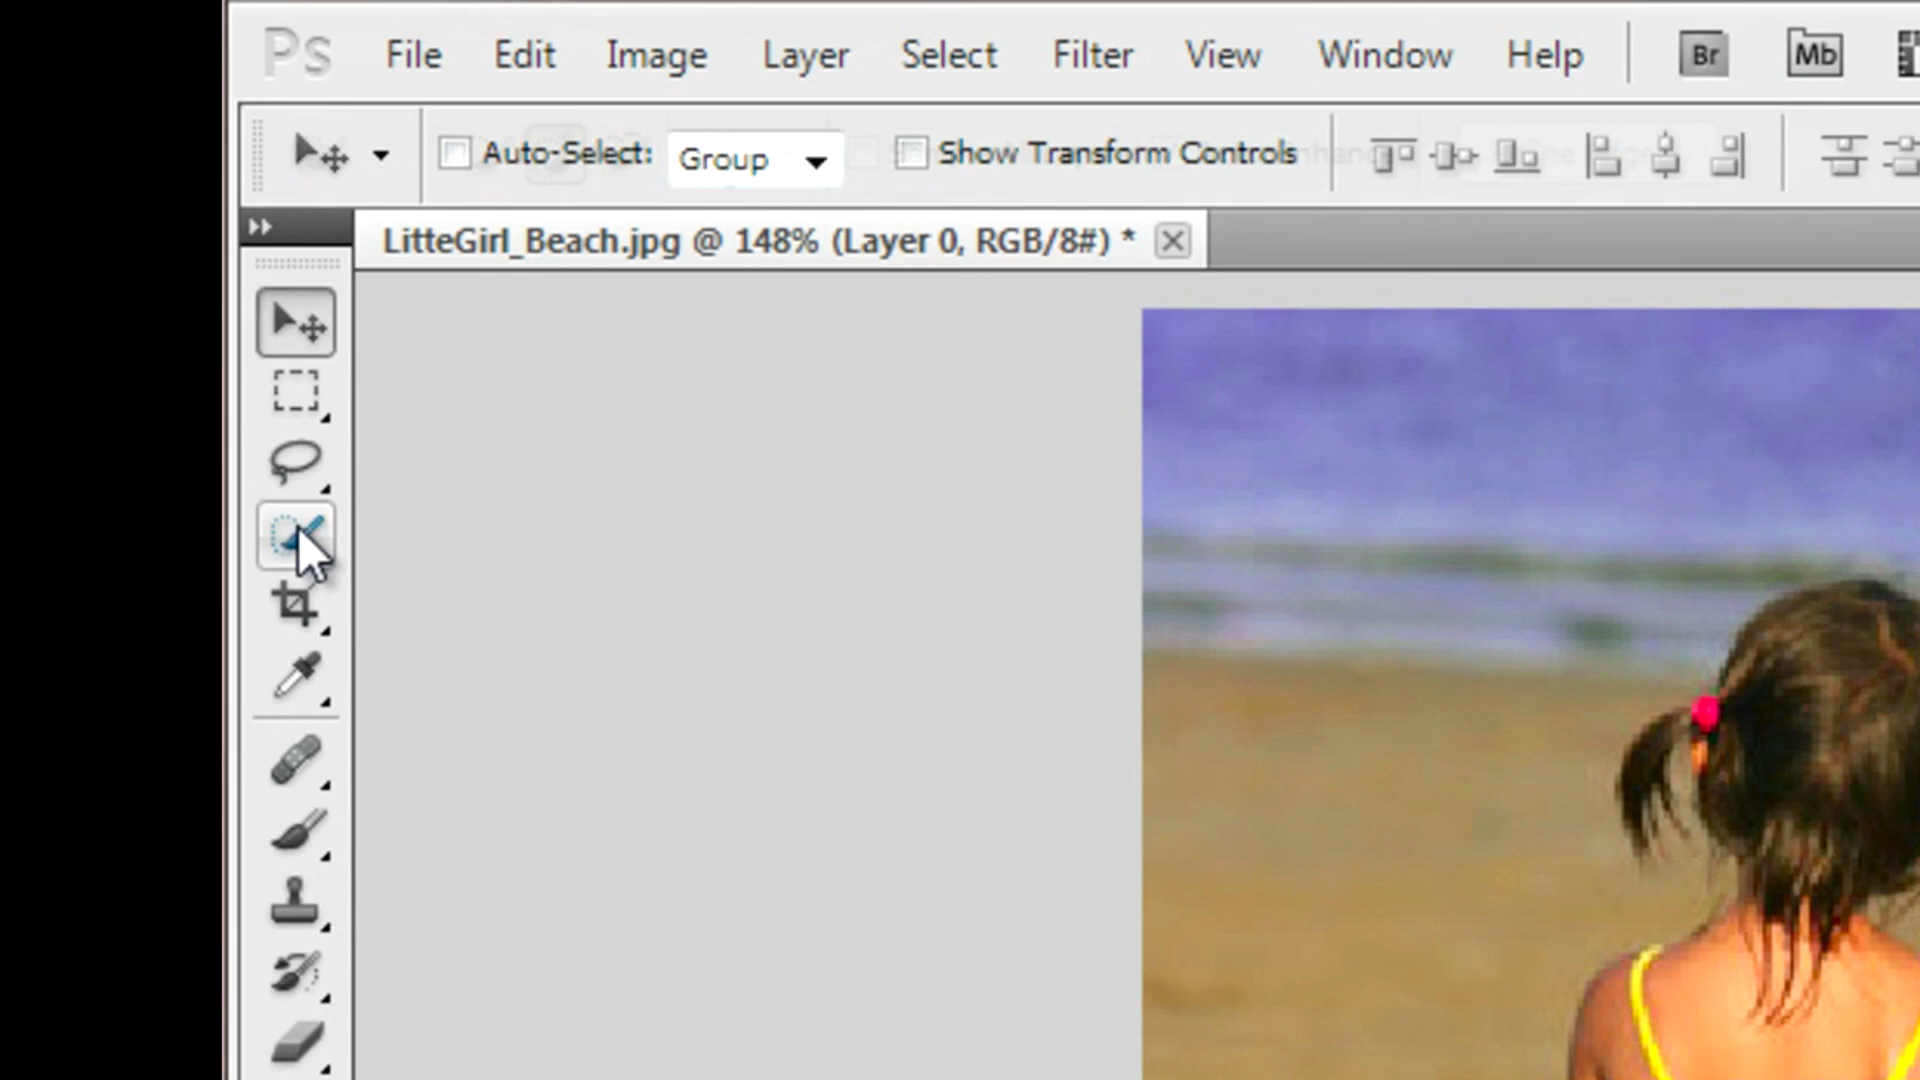 Ps File Edit Image Layer Select Filter View Window Help Br Mb
Auto-Select: Group Show Transform Controls
LitteGirl_Beach.jpg @ 148% (Layer 0, RGB/8#) *